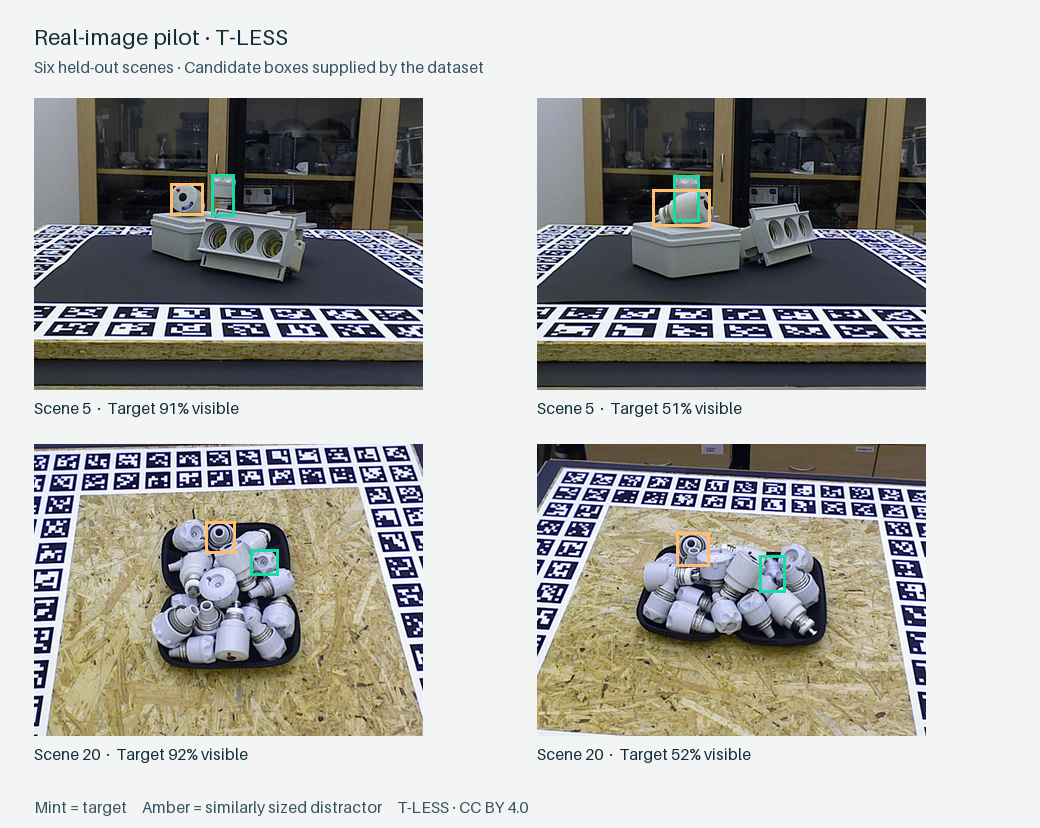 Real-image pilot · T-LESS
Six held-out scenes · Candidate boxes supplied by the dataset
Scene 5 · Target 91% visible
Scene 5 · Target 51% visible
Scene 20 · Target 92% visible
Scene 20 · Target 52% visible
Mint = target Amber = similarly sized distractor T-LESS · CC BY 4.0